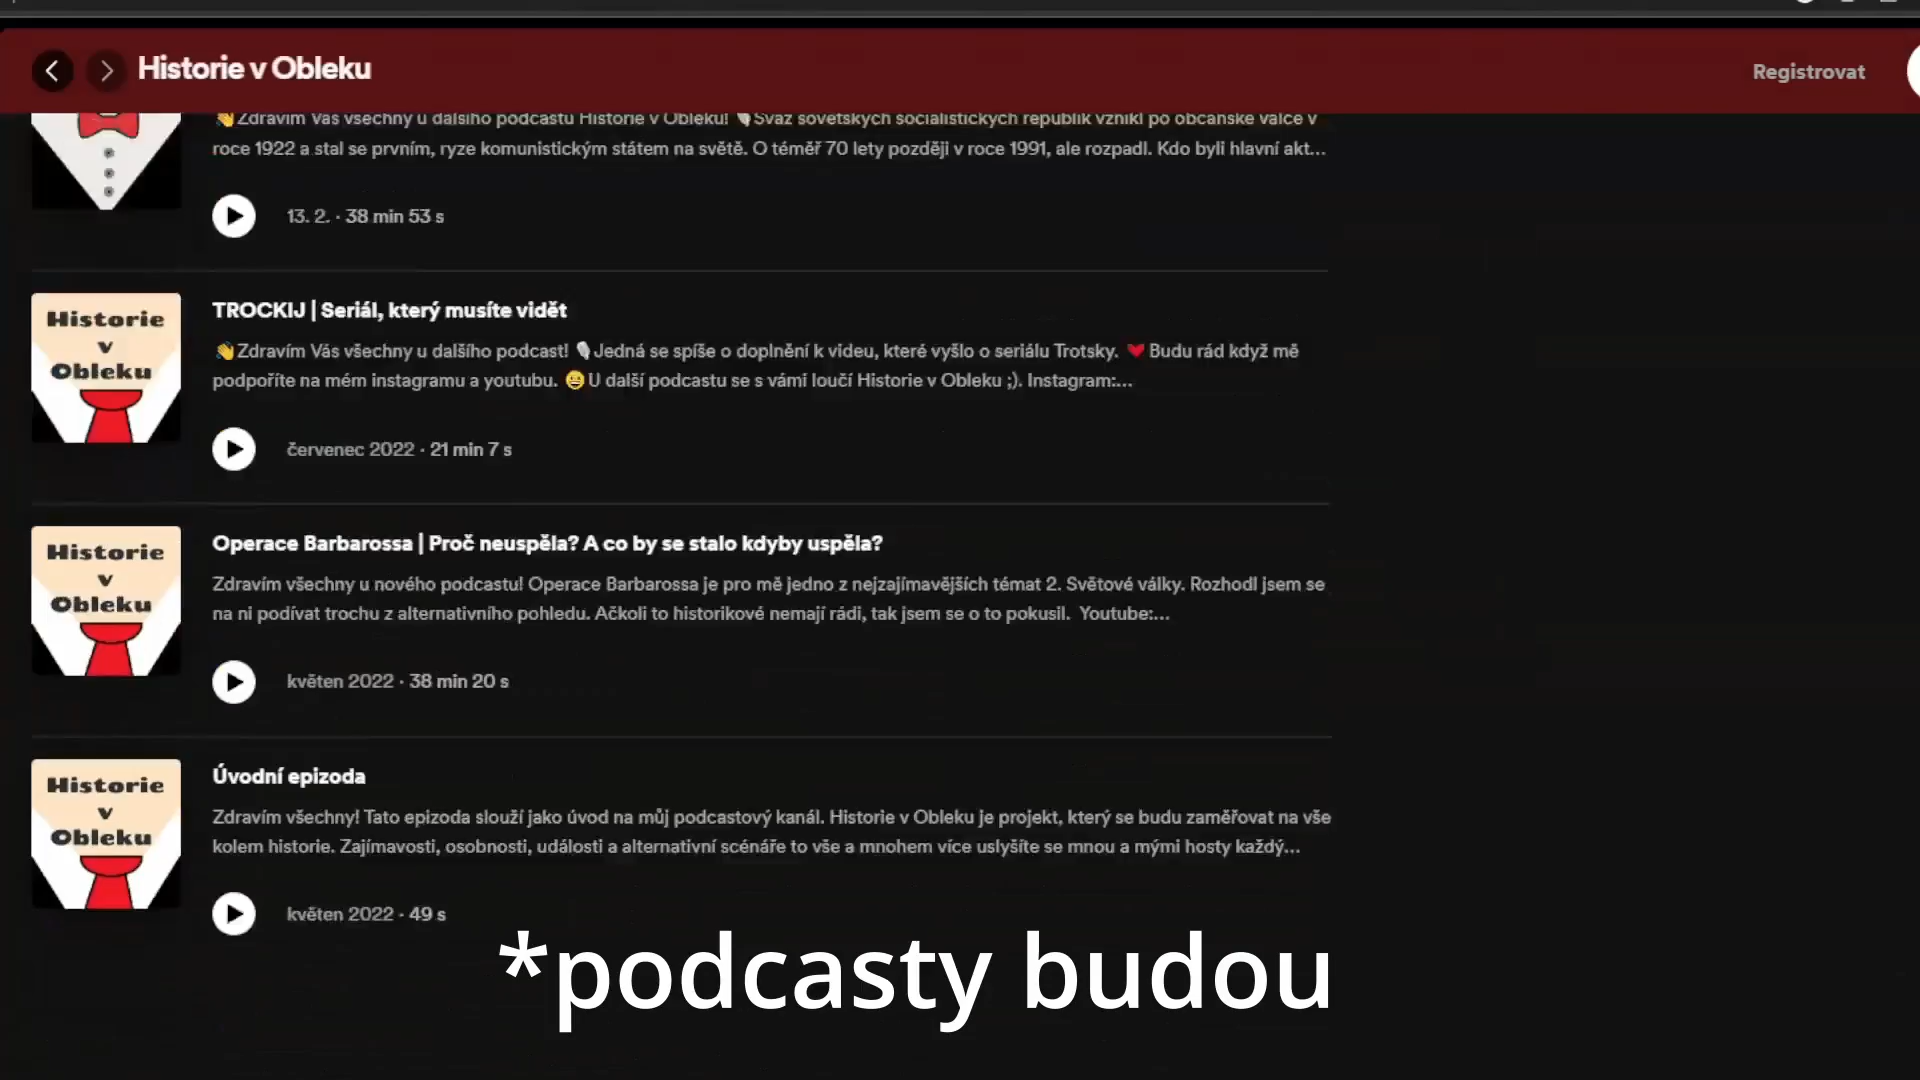 Historie v Obleku
Registrovat
👋Zdravím Vás všechny u dalšího podcastu Historie v Obleku! 🎙Svaz sovětských socialistických republik vznikl po občanské válce v
roce 1922 a stal se prvním, ryze komunistickým státem na světě. O téměř 70 lety později v roce 1991, ale rozpadl. Kdo byli hlavní akt...
13. 2. · 38 min 53 s
Historie
v
Obleku
TROCKIJ | Seriál, který musíte vidět
👋Zdravím Vás všechny u dalšího podcast! 🎙Jedná se spíše o doplnění k videu, které vyšlo o seriálu Trotsky. ❤️Budu rád když mě
podpoříte na mém instagramu a youtubu. 😄U další podcastu se s vámi loučí Historie v Obleku ;). Instagram:...
červenec 2022 · 21 min 7 s
Historie
v
Obleku
Operace Barbarossa | Proč neuspěla? A co by se stalo kdyby uspěla?
Zdravím všechny u nového podcastu! Operace Barbarossa je pro mě jedno z nejzajímavějších témat 2. Světové války. Rozhodl jsem se
na ni podívat trochu z alternativního pohledu. Ačkoli to historikové nemají rádi, tak jsem se o to pokusil. Youtube:...
květen 2022 · 38 min 20 s
Historie
v
Obleku
Úvodní epizoda
Zdravím všechny! Tato epizoda slouží jako úvod na můj podcastový kanál. Historie v Obleku je projekt, který se budu zaměřovat na vše
kolem historie. Zajímavosti, osobnosti, události a alternativní scénáře to vše a mnohem více uslyšíte se mnou a mými hosty každý...
květen 2022 · 49 s
*podcasty budou